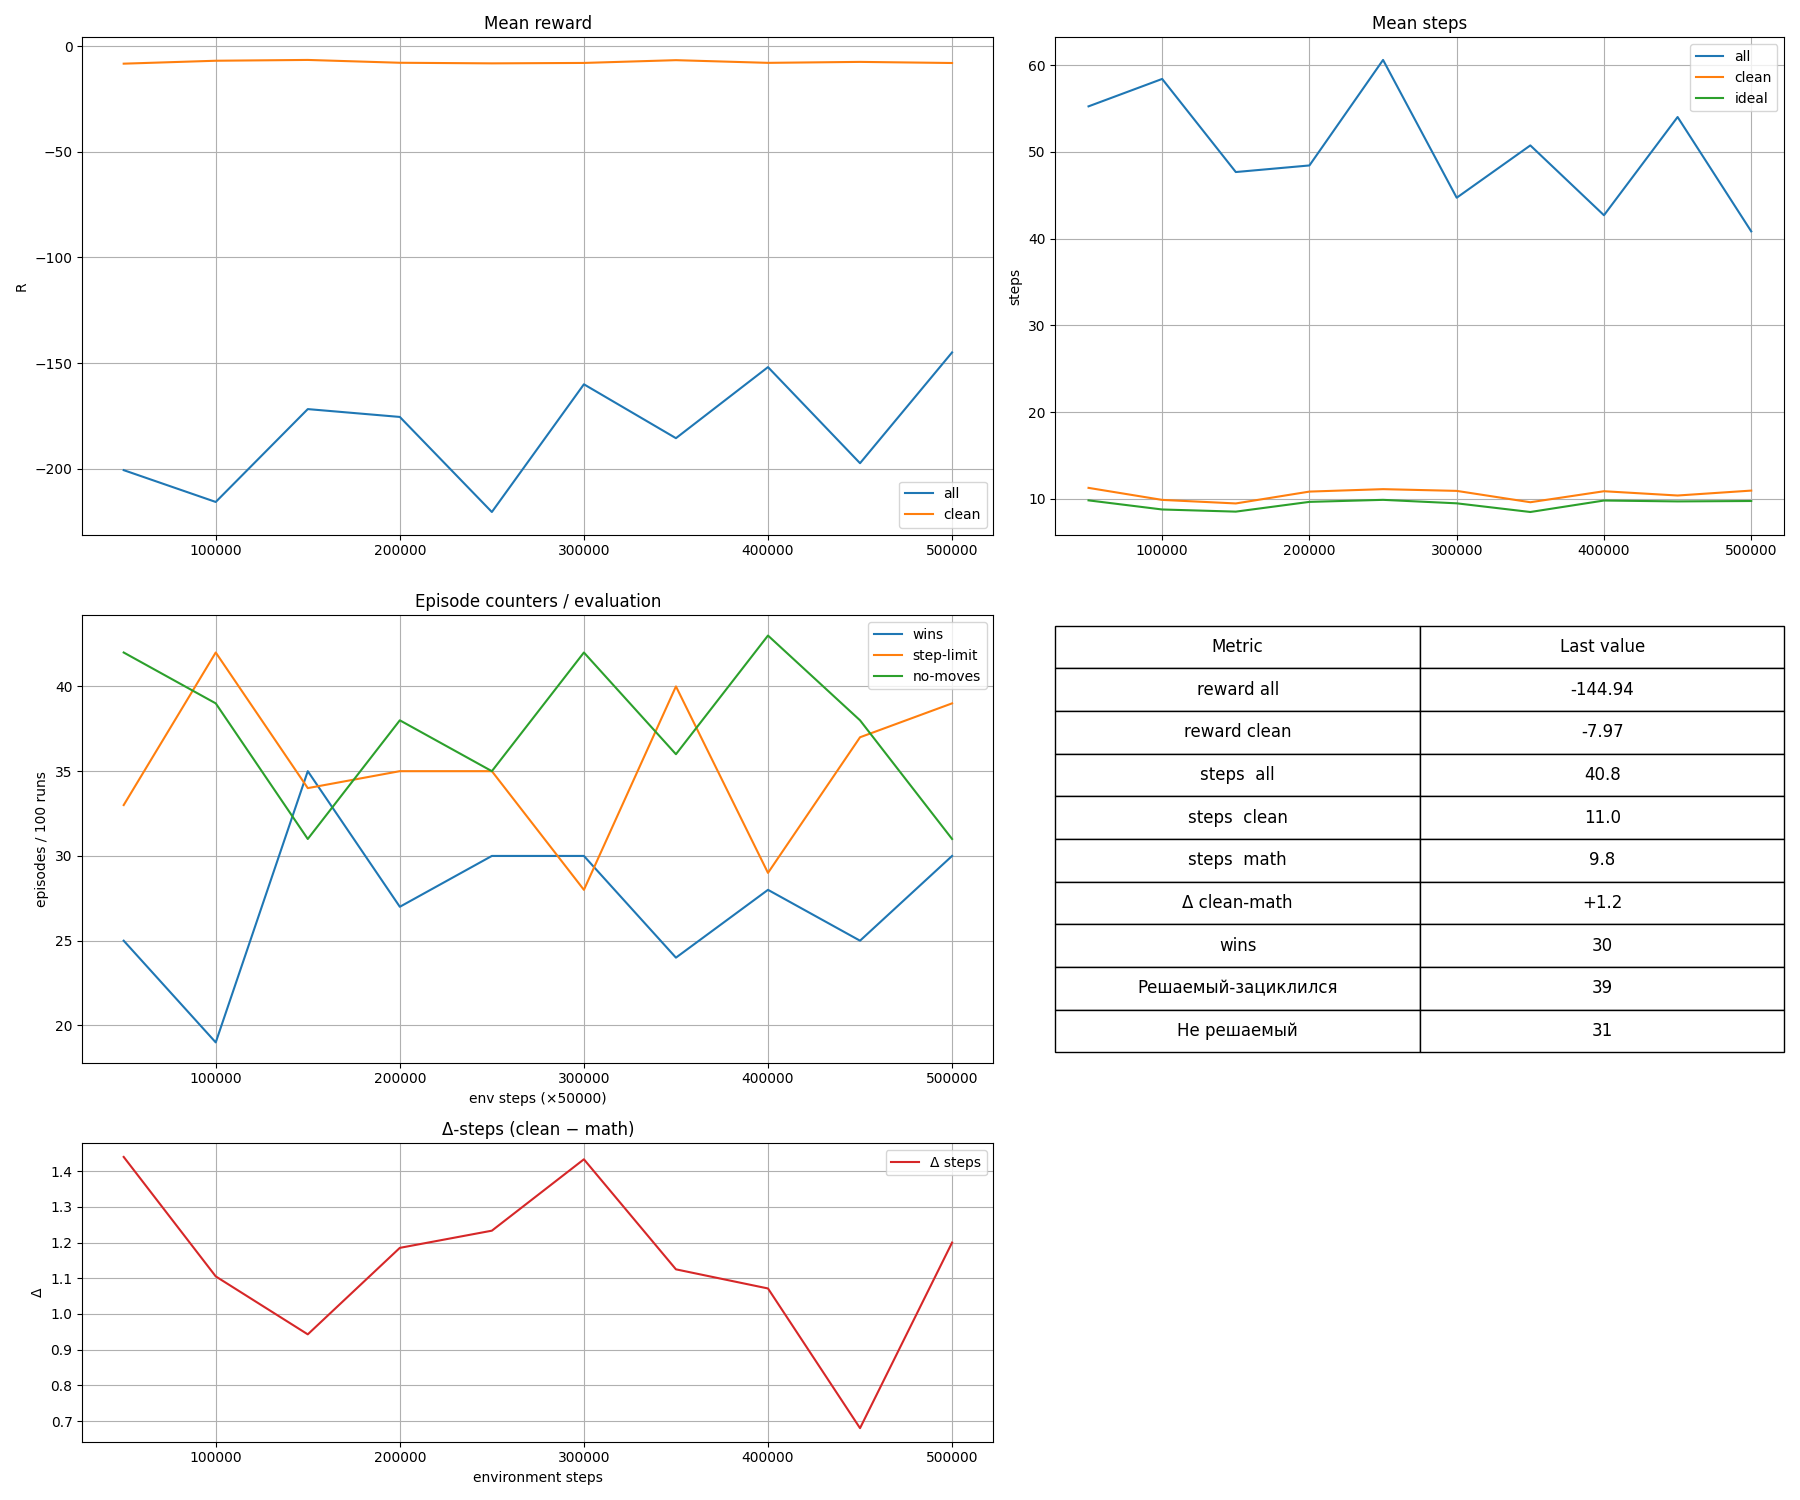 Mean reward
0
−50
−100
−150
−200
R
100000 200000 300000 400000 500000
all
clean
Mean steps
60
50
40
30
20
10
steps
100000 200000 300000 400000 500000
all
clean
ideal
Episode counters / evaluation
40
35
30
25
20
episodes / 100 runs
100000 200000 300000 400000 500000
env steps (×50000)
wins
step-limit
no-moves
Metric Last value
reward all -144.94
reward clean -7.97
steps all 40.8
steps clean 11.0
steps math 9.8
Δ clean-math +1.2
wins 30
Решаемый-зациклился 39
Не решаемый 31
Δ-steps (clean − math)
1.4
1.3
1.2
1.1
1.0
0.9
0.8
0.7
Δ
100000 200000 300000 400000 500000
environment steps
Δ steps